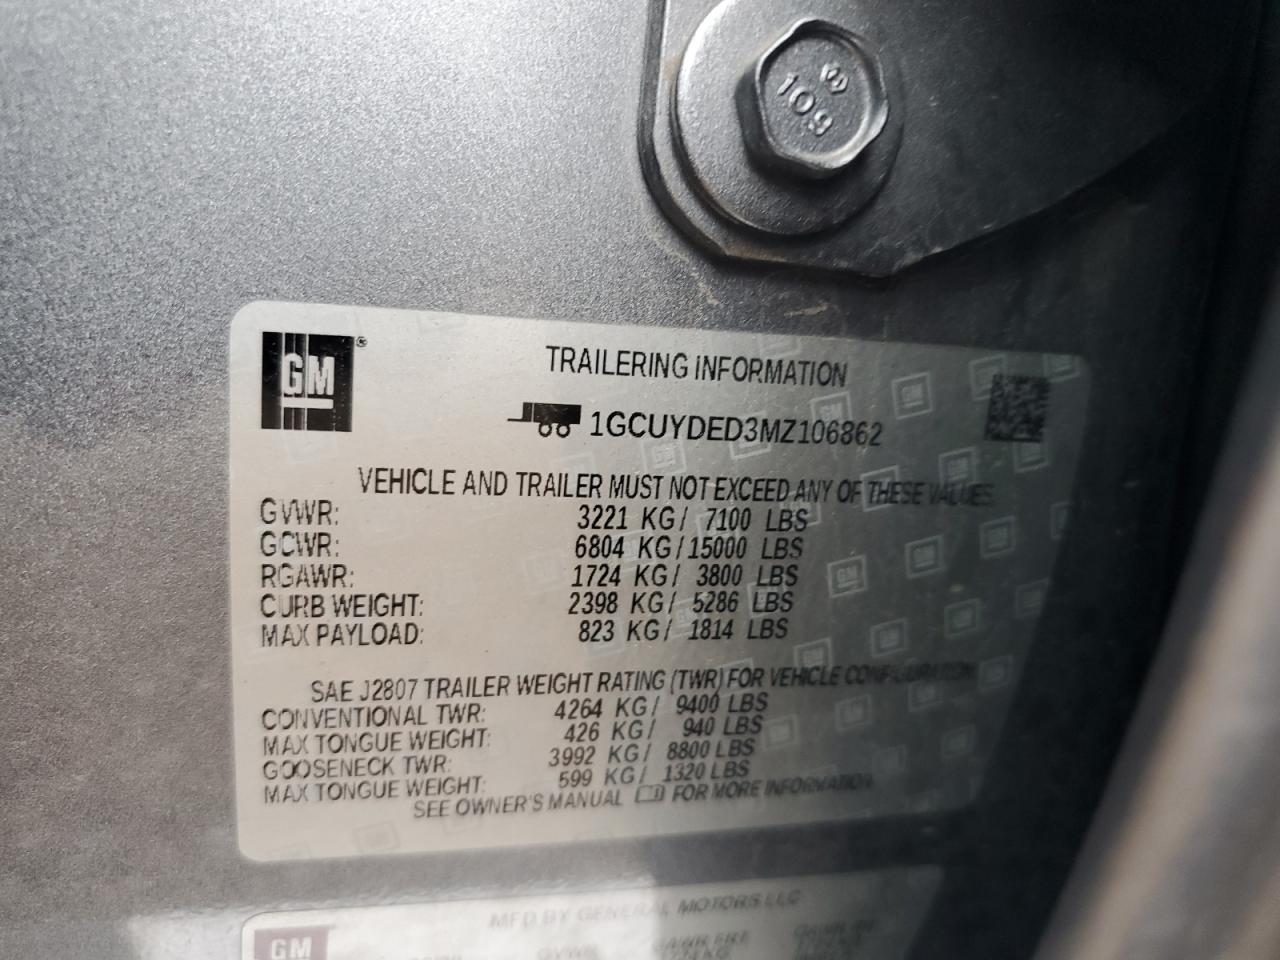 109
GM
TRAILERING INFORMATION
1GCUYDED3MZ106862
VEHICLE AND TRAILER MUST NOT EXCEED ANY OF THESE VALUES
GVWR: 3221 KG/ 7100 LBS
GCWR: 6804 KG/15000 LBS
RGAWR: 1724 KG/ 3800 LBS
CURB WEIGHT: 2398 KG/ 5286 LBS
MAX PAYLOAD: 823 KG/ 1814 LBS
SAE J2807 TRAILER WEIGHT RATING (TWR) FOR VEHICLE CONFIGURATION
CONVENTIONAL TWR: 4264 KG/ 9400 LBS
MAX TONGUE WEIGHT: 426 KG/ 940 LBS
GOOSENECK TWR: 3992 KG/ 8800 LBS
MAX TONGUE WEIGHT: 599 KG/ 1320 LBS
SEE OWNER'S MANUAL FOR MORE INFORMATION
MFD BY GENERAL MOTORS LLC
GM
GVWR